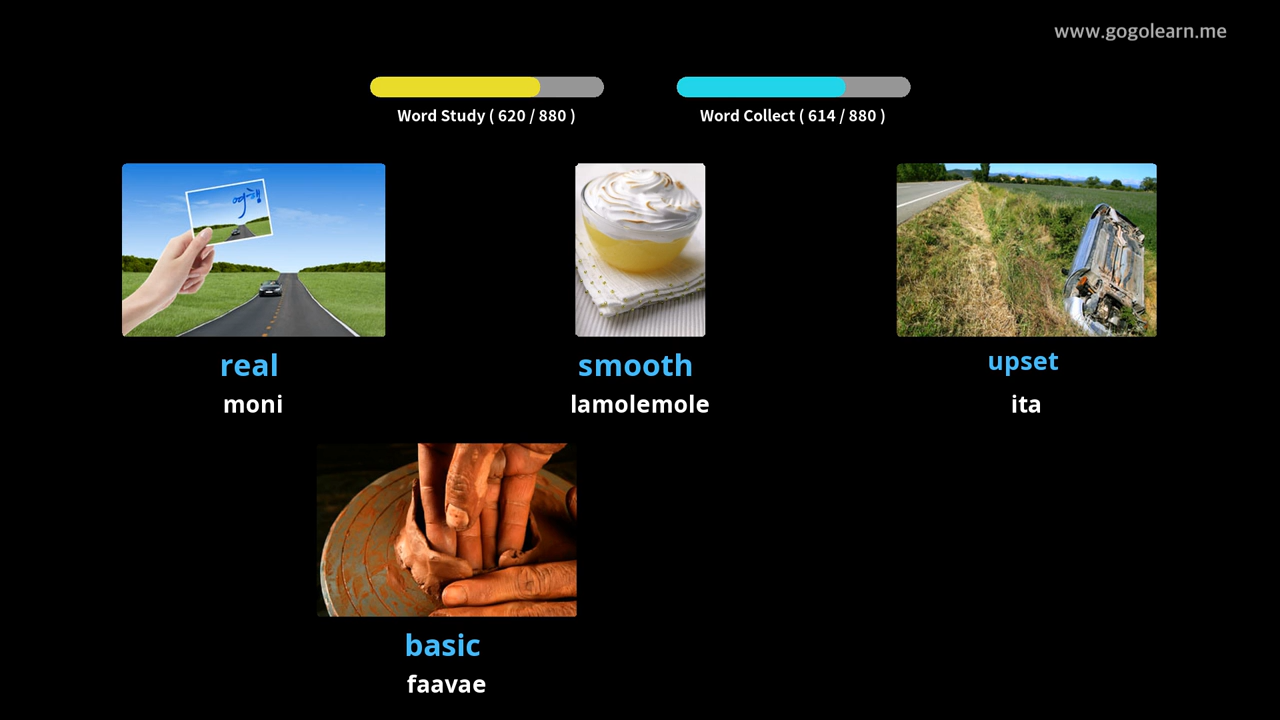 www.gogolearn.me
Word Study ( 620 / 880 )
Word Collect ( 614 / 880 )
real
moni
smooth
lamolemole
upset
ita
basic
faavae